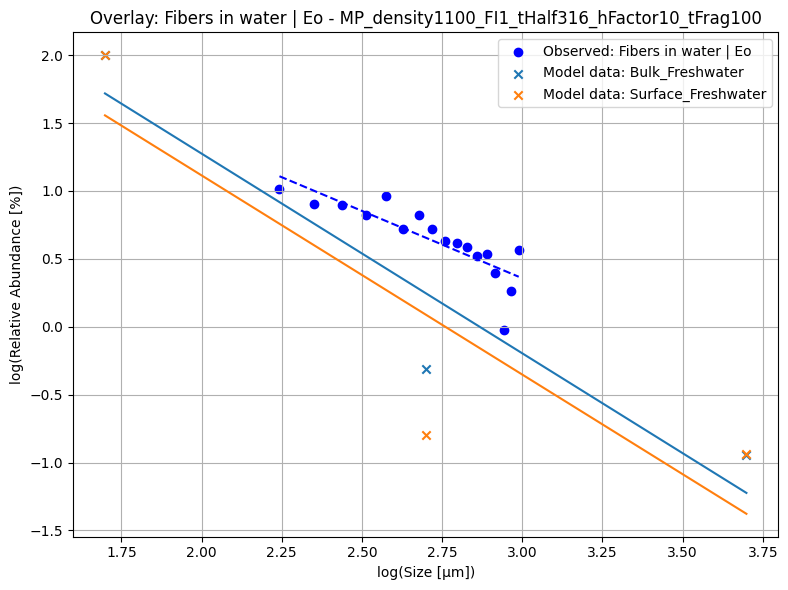 Overlay: Fibers in water | Eo - MP_density1100_FI1_tHalf316_hFactor10_tFrag100
Observed: Fibers in water | Eo
Model data: Bulk_Freshwater
Model data: Surface_Freshwater
log(Relative Abundance [%])
2.0
1.5
1.0
0.5
0.0
−0.5
−1.0
−1.5
1.75 2.00 2.25 2.50 2.75 3.00 3.25 3.50 3.75
log(Size [μm])